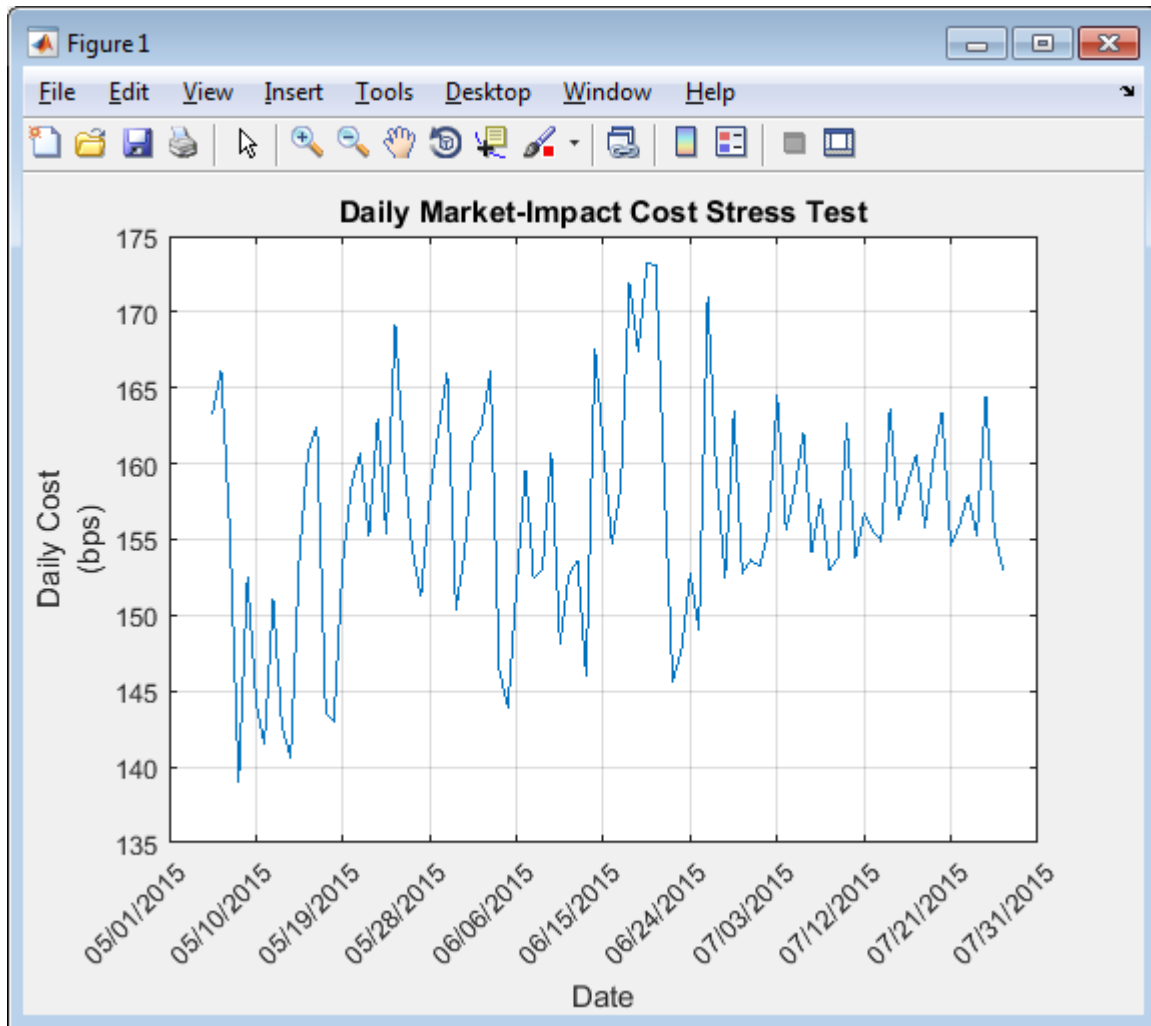 Figure 1
File Edit View Insert Tools Desktop Window Help
Daily Market-Impact Cost Stress Test
175
170
165
160
155
150
145
140
135
Daily Cost
(bps)
05/01/2015 05/10/2015 05/19/2015 05/28/2015 06/06/2015 06/15/2015 06/24/2015 07/03/2015 07/12/2015 07/21/2015 07/31/2015
Date